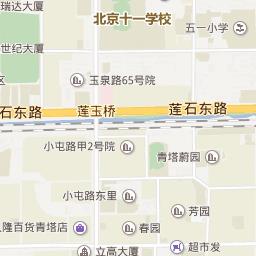 瑞达大厦
北京十一学校
五一小学
世纪大厦
玉泉路65号院
区
石东路
莲玉桥
莲石东路
小屯路甲2号院
青塔蔚园
小屯路东里
芳园
隆百货青塔店
春园
立高大厦
超市发